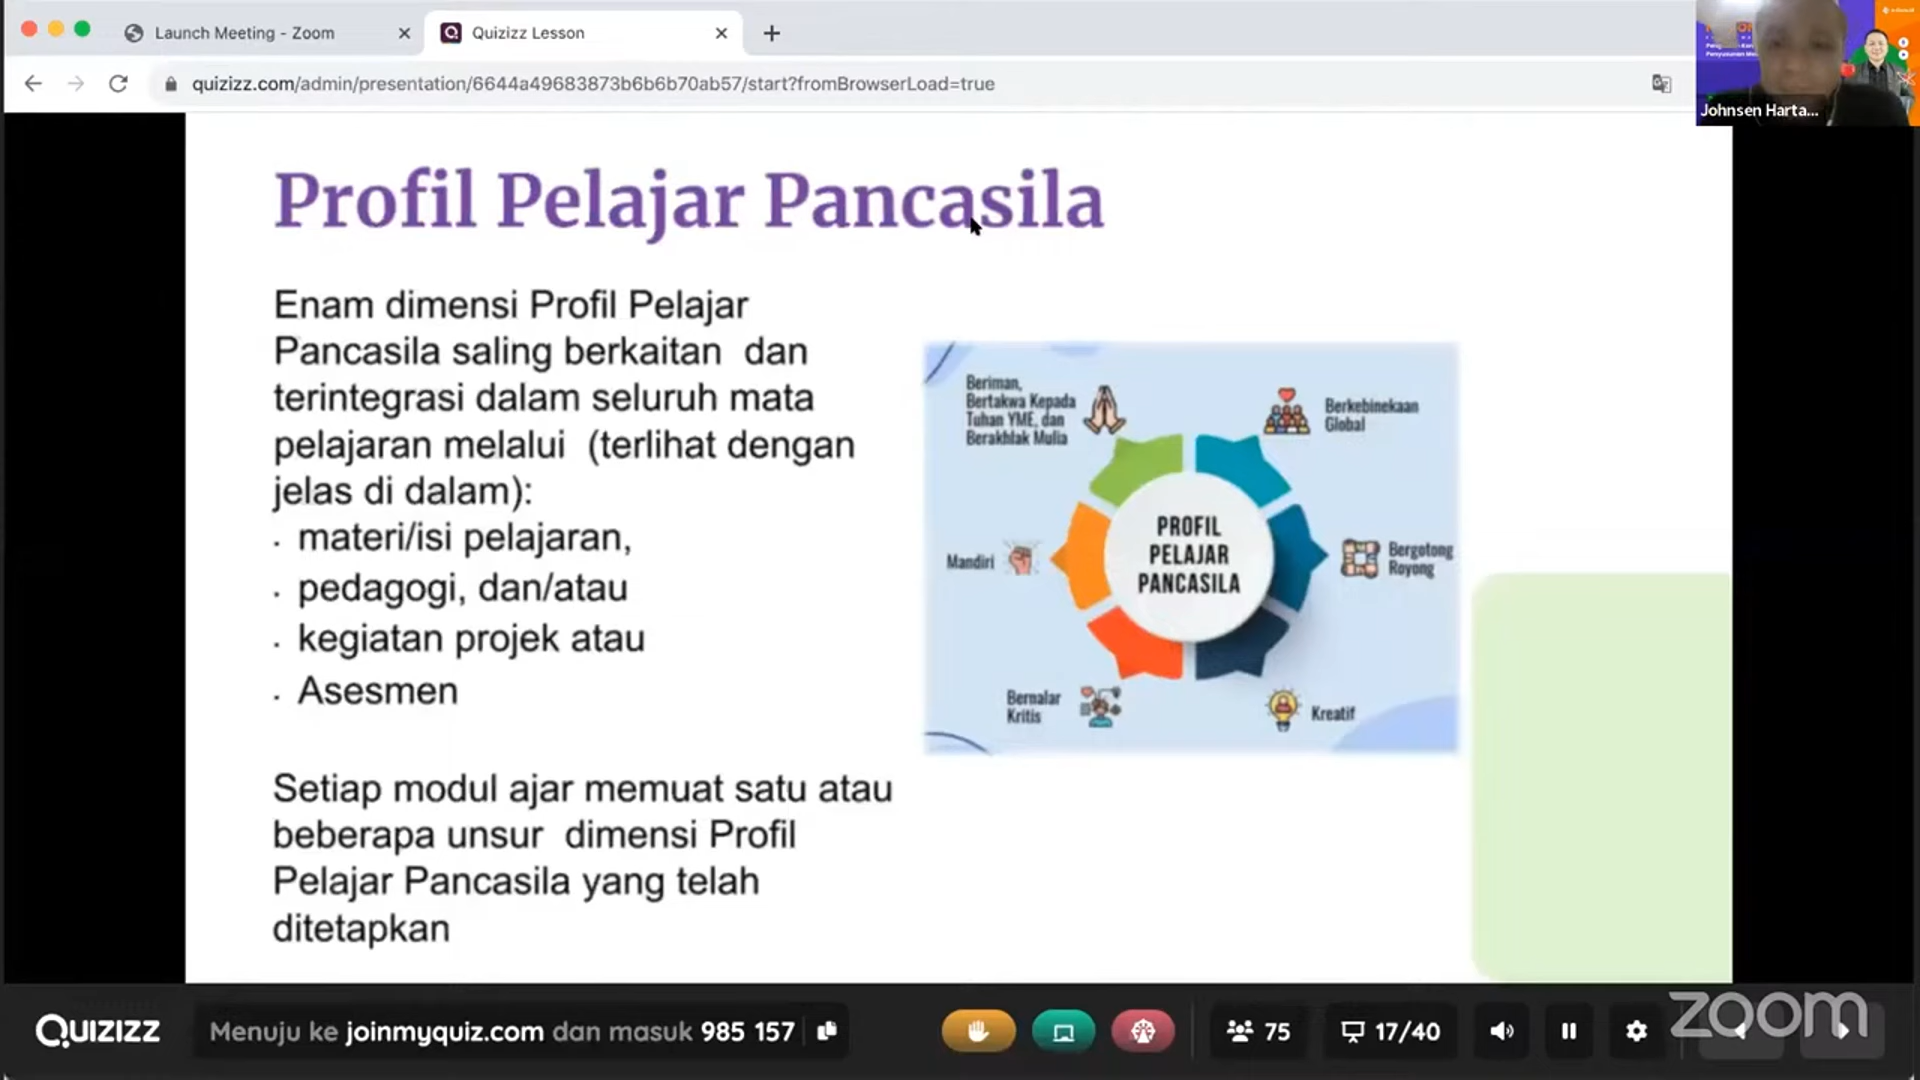 Launch Meeting - Zoom
Quizizz Lesson
quizizz.com/admin/presentation/6644a49683873b6b6b70ab57/start?fromBrowserLoad=true
Johnsen Harta...
Profil Pelajar Pancasila
Enam dimensi Profil Pelajar
Pancasila saling berkaitan dan
terintegrasi dalam seluruh mata
pelajaran melalui (terlihat dengan
jelas di dalam):
· materi/isi pelajaran,
· pedagogi, dan/atau
· kegiatan projek atau
· Asesmen
Setiap modul ajar memuat satu atau
beberapa unsur dimensi Profil
Pelajar Pancasila yang telah
ditetapkan
Beriman,
Bertakwa Kepada
Tuhan YME, dan
Berakhlak Mulia
Berkebinekaan
Global
Mandiri
PROFIL
PELAJAR
PANCASILA
Bergotong
Royong
Bernalar
Kritis
Kreatif
QUIZIZZ
Menuju ke joinmyquiz.com dan masuk 985 157
75
17/40
zoom